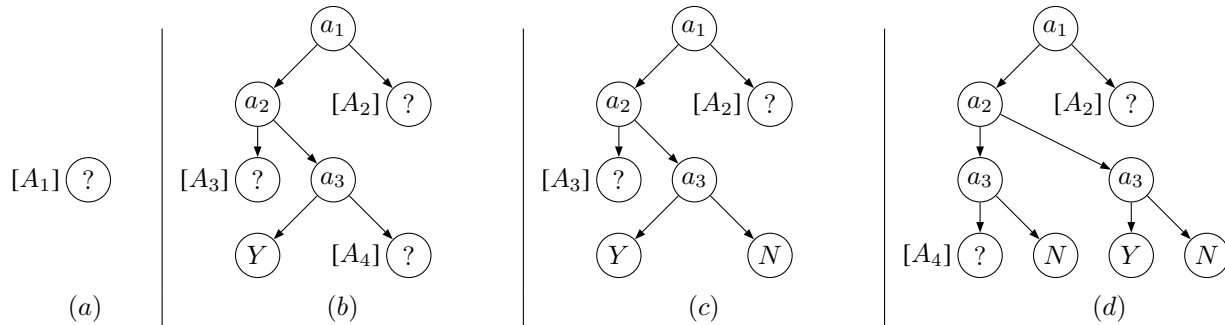 a₁ a₁ a₁
a₂ [A₂] ? a₂ [A₂] ? a₂ [A₂] ?
[A₁] ? [A₃] ? a₃ [A₃] ? a₃ a₃ a₃
Y [A₄] ? Y N [A₄] ? N Y N
(a) (b) (c) (d)